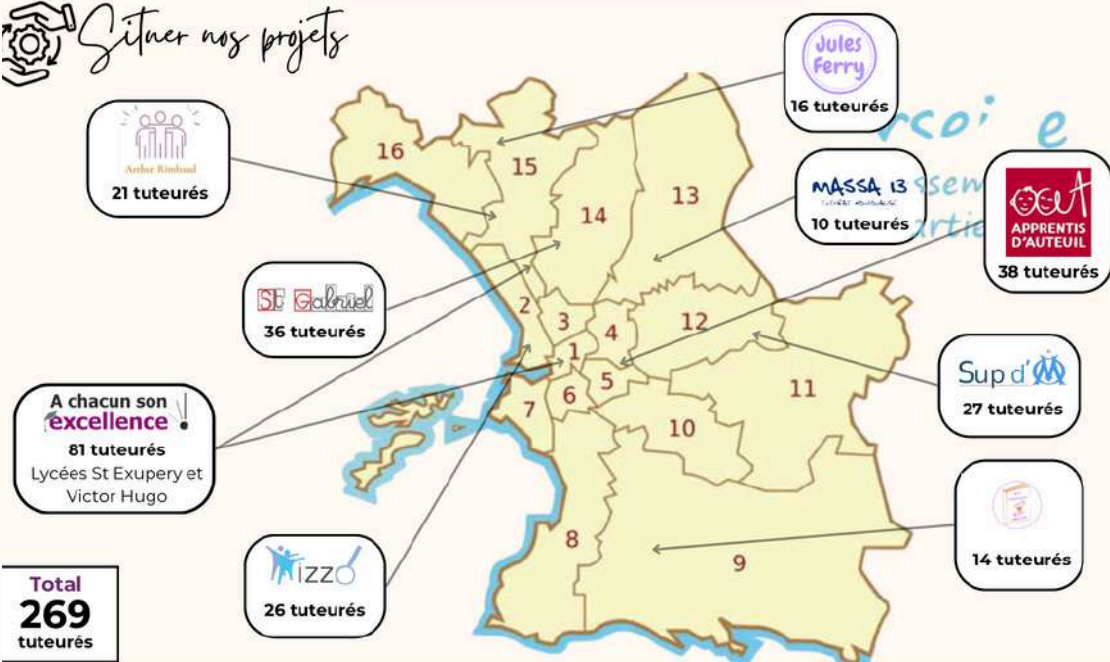 Situer nos projets
Jules
Ferry
16 tuteurés
Arthur Rimbaud
21 tuteurés
MASSA 13
10 tuteurés
APPRENTIS
D'AUTEUIL
38 tuteurés
St Gabriel
36 tuteurés
A chacun son
excellence
81 tuteurés
Lycées St Exupery et
Victor Hugo
Sup d'OM
27 tuteurés
14 tuteurés
IZZO
26 tuteurés
Total
269
tuteurés
16
15
14
13
2
3
4
12
1
11
5
7
6
10
8
9